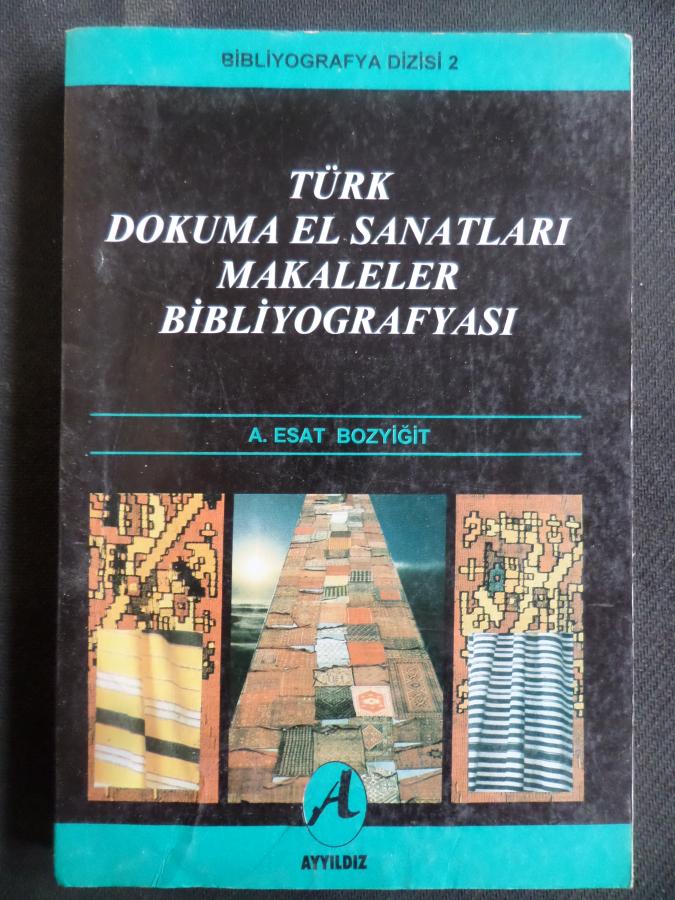 BİBLİYOGRAFYA DİZİSİ 2
TÜRK
DOKUMA EL SANATLARI
MAKALELER
BİBLİYOGRAFYASI
A. ESAT BOZYİĞİT
A
AYYILDIZ